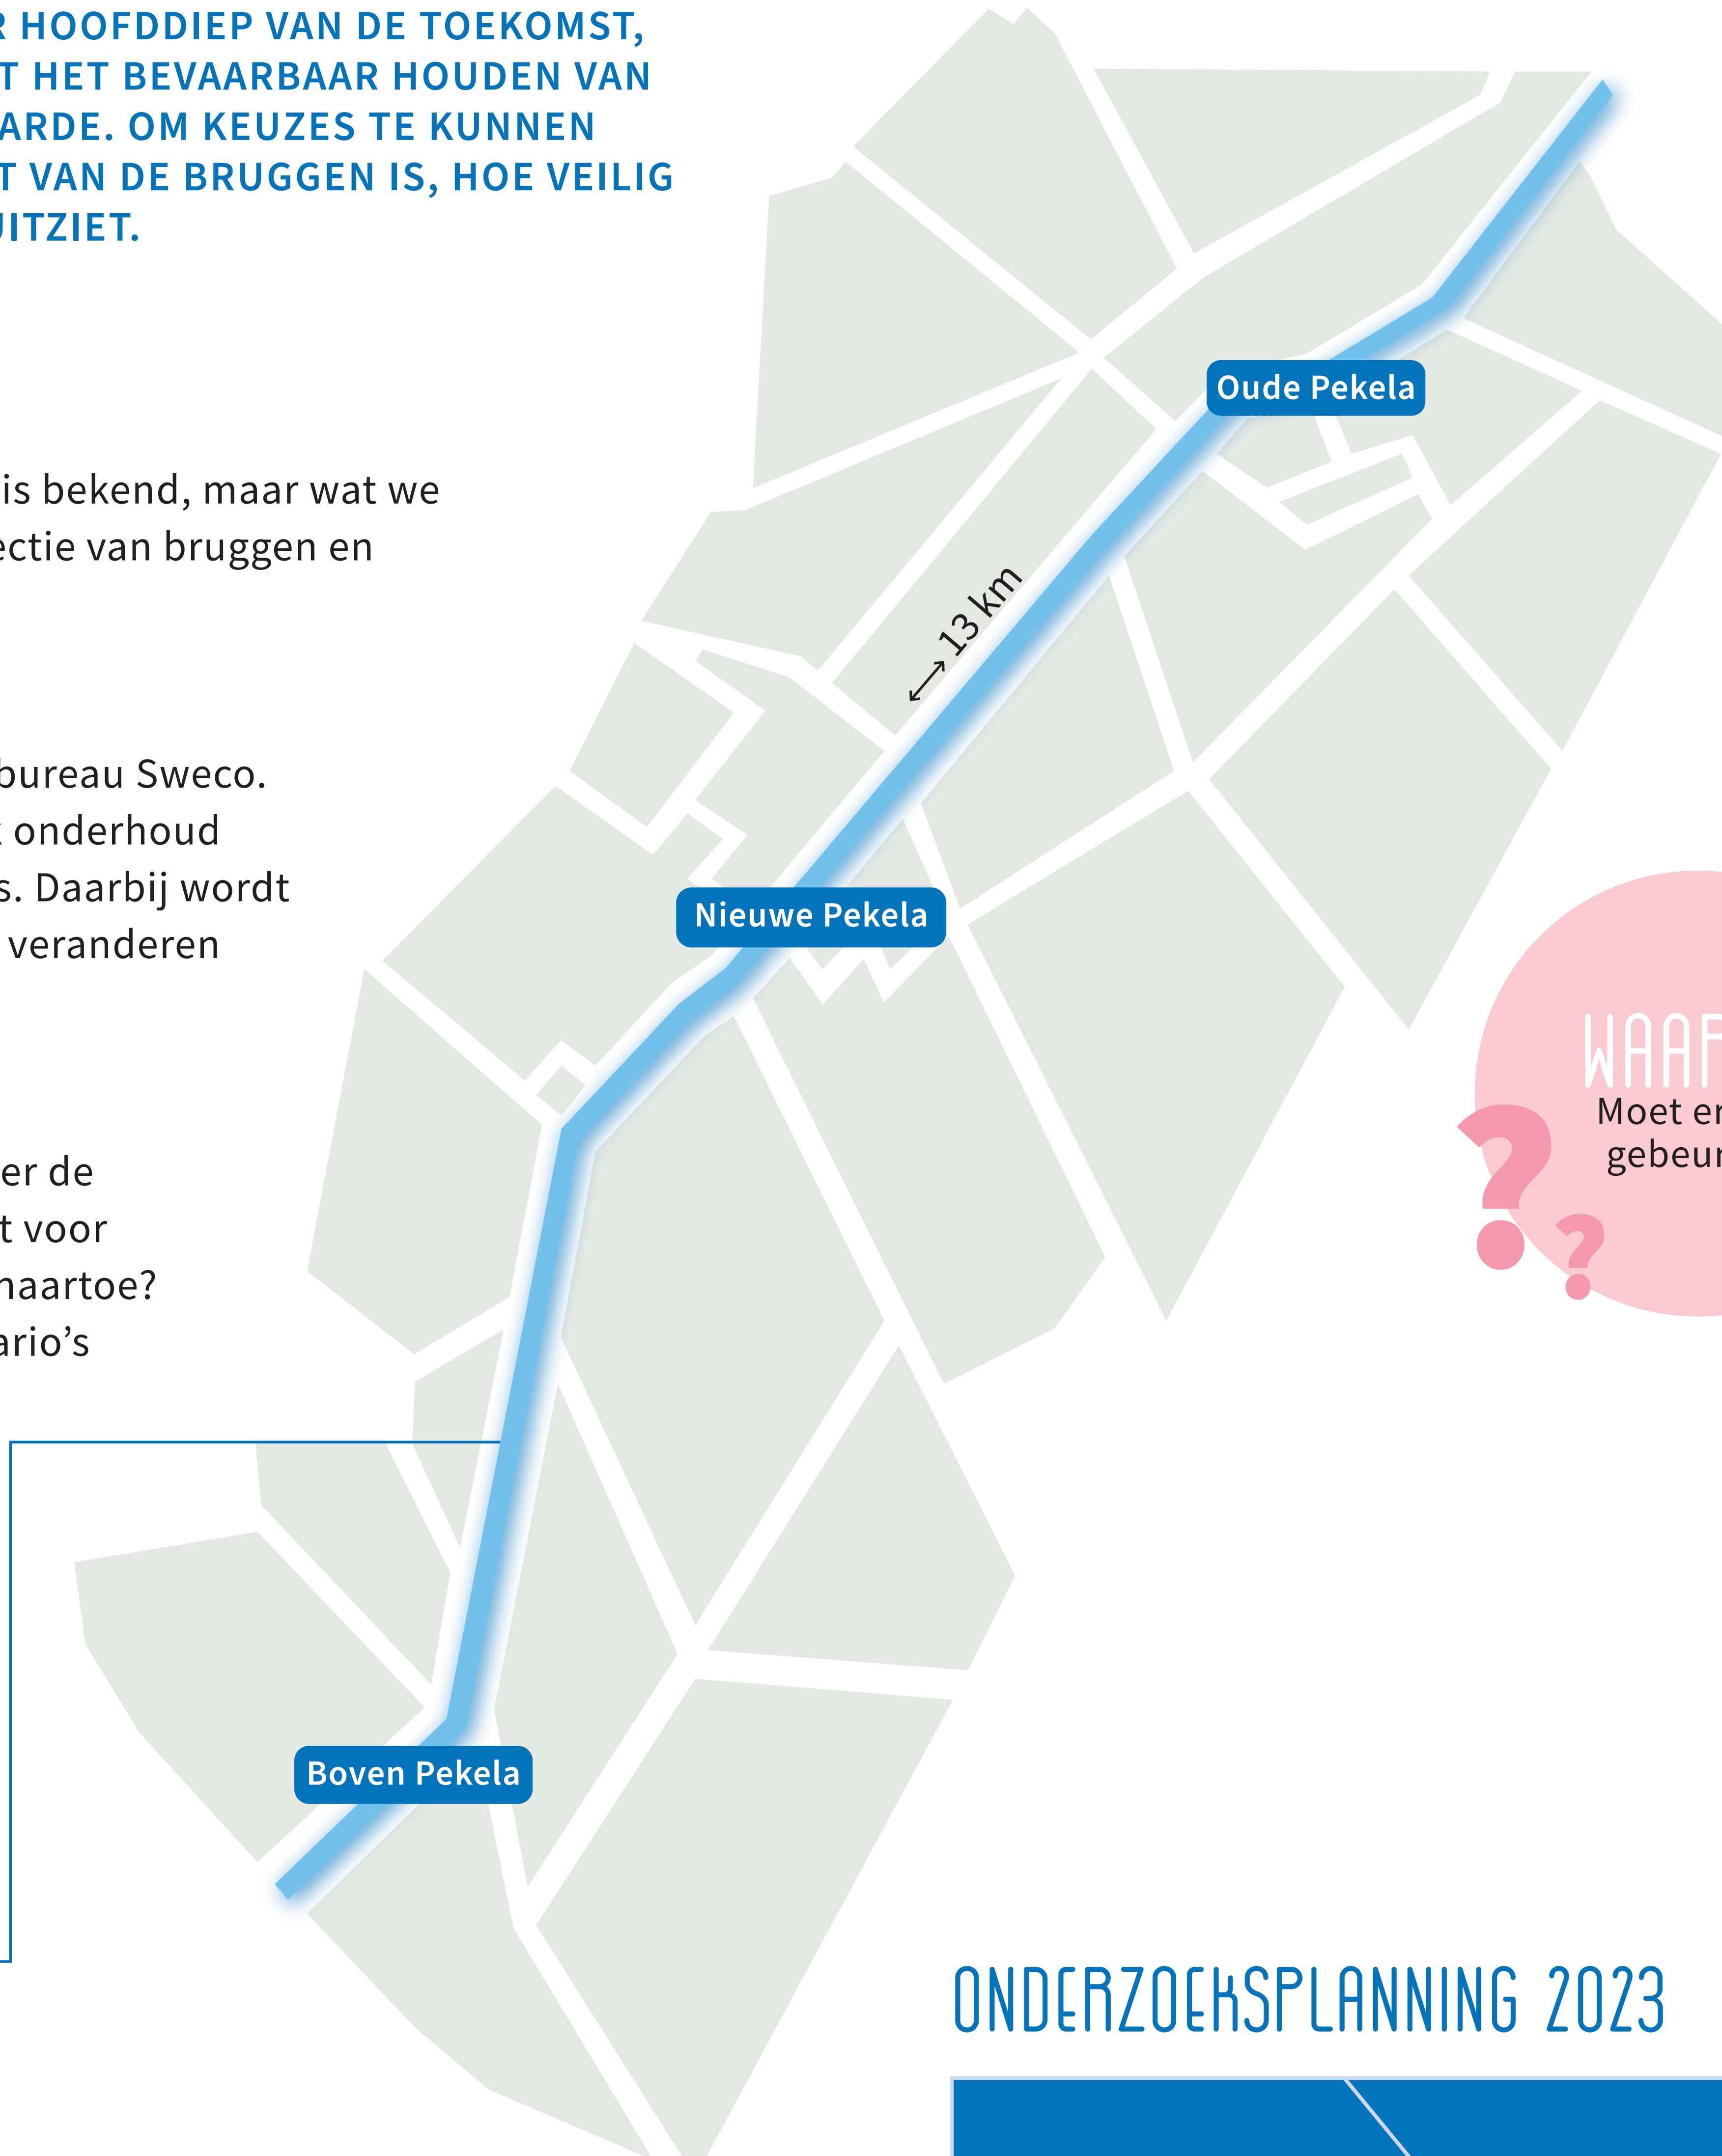 HOOFDDIEP VAN DE TOEKOMST,
T HET BEVAARBAAR HOUDEN VAN
ARDE. OM KEUZES TE KUNNEN
T VAN DE BRUGGEN IS, HOE VEILIG
UITZIET.
is bekend, maar wat we
ectie van bruggen en
bureau Sweco.
onderhoud
s. Daarbij wordt
veranderen
er de
t voor
naartoe?
ario's
Oude Pekela
13 km
Nieuwe Pekela
Boven Pekela
WAAR
Moet er
gebeur
? ?
ONDERZOEKSPLANNING 2023